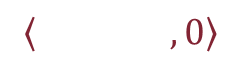 ⟨ , 0⟩